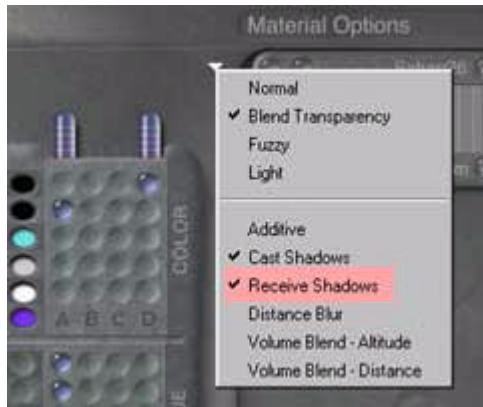 Material Options
Normal
Blend Transparency
Fuzzy
Light
Additive
Cast Shadows
Receive Shadows
Distance Blur
Volume Blend - Altitude
Volume Blend - Distance
A B C D
COLOR